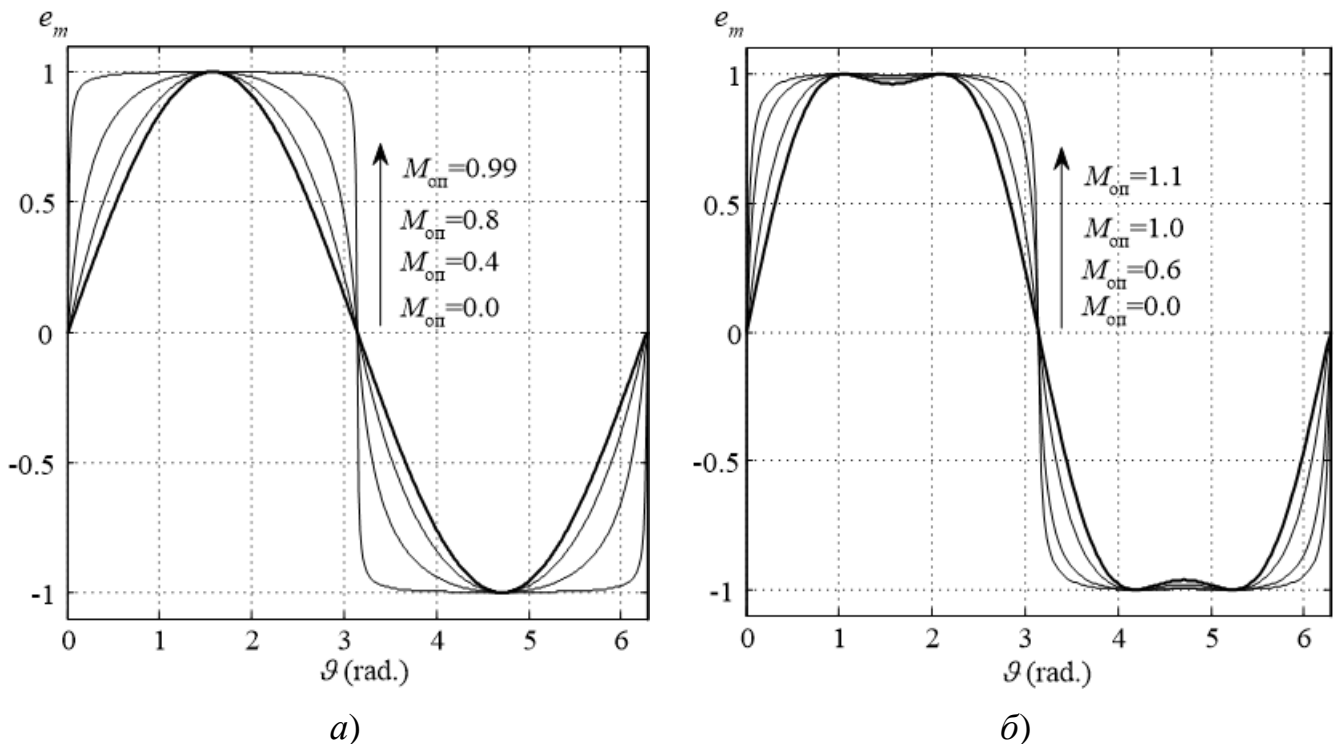 e_m
1
0.5
0
-0.5
-1
0 1 2 3 4 5 6
M_оп=0.99
M_оп=0.8
M_оп=0.4
M_оп=0.0
ϑ (rad.)
а)
e_m
1
0.5
0
-0.5
-1
0 1 2 3 4 5 6
M_оп=1.1
M_оп=1.0
M_оп=0.6
M_оп=0.0
ϑ (rad.)
б)